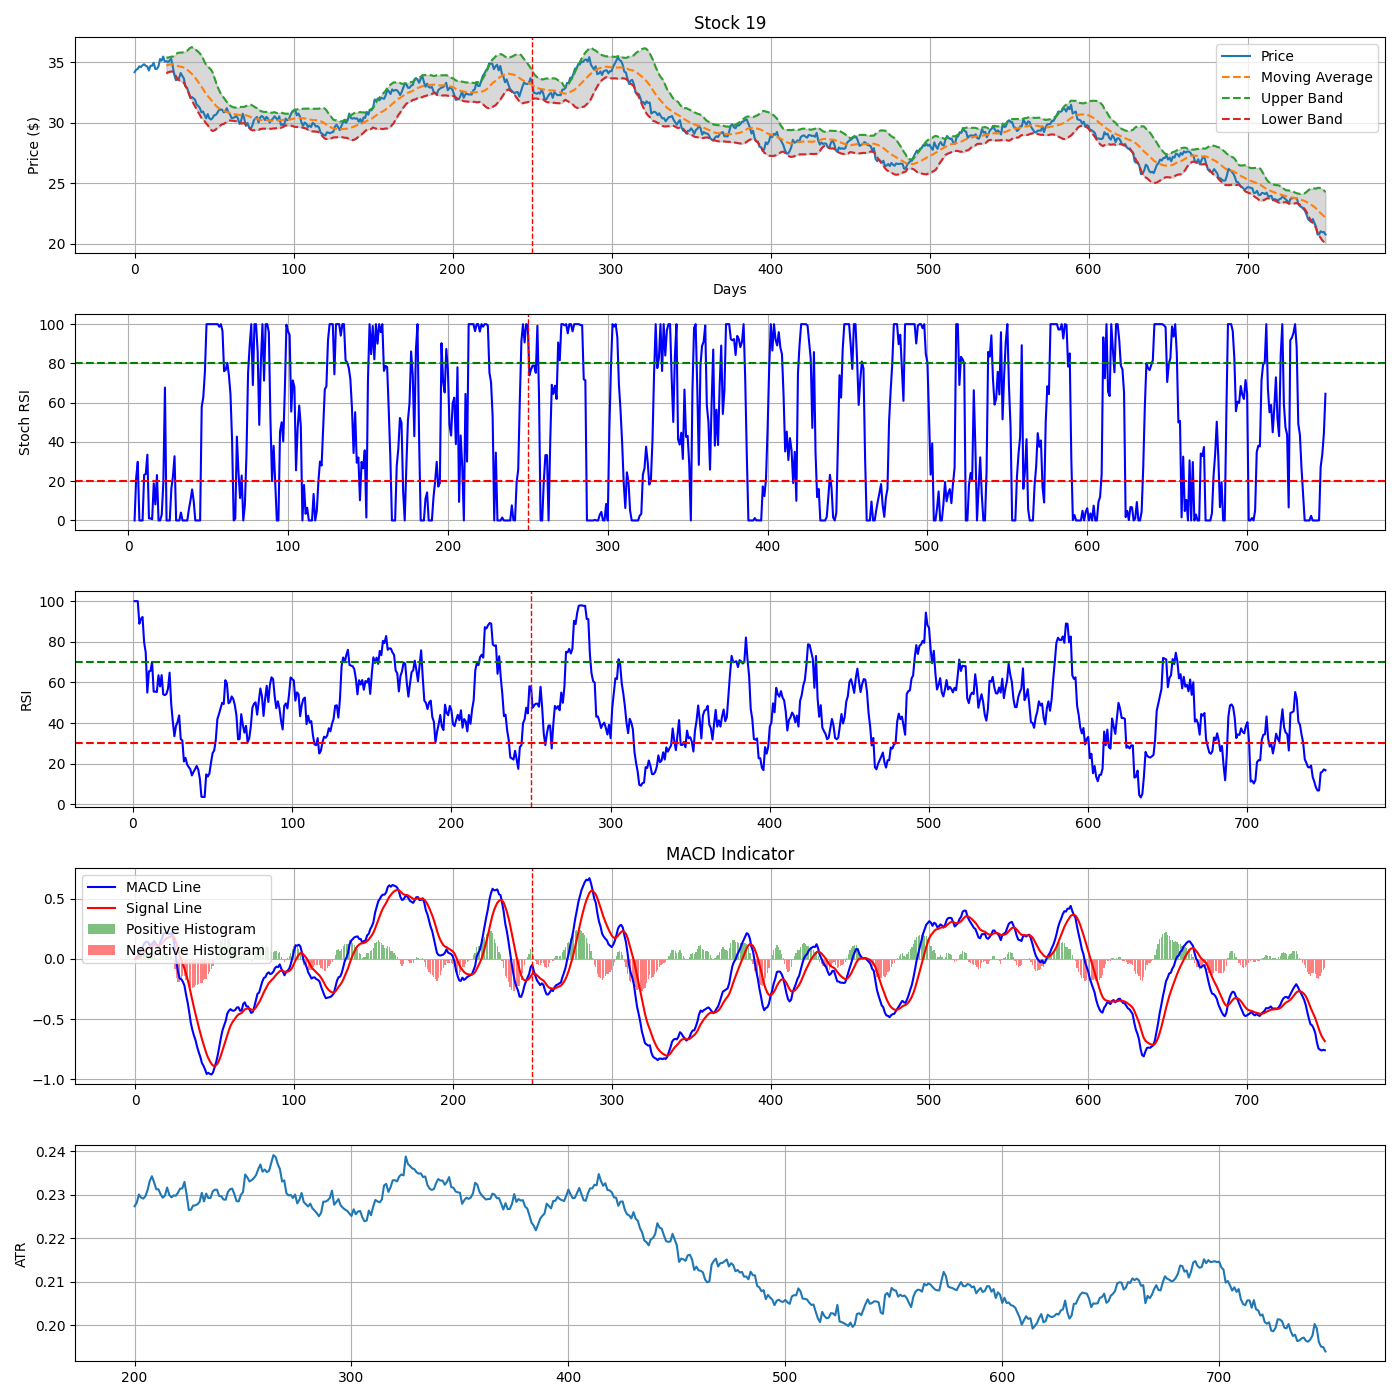 Stock 19
Price ($)
35
30
25
20
Price
Moving Average
Upper Band
Lower Band
0 100 200 300 400 500 600 700
Days
Stoch RSI
100
80
60
40
20
0
0 100 200 300 400 500 600 700
RSI
100
80
60
40
20
0
0 100 200 300 400 500 600 700
MACD Indicator
0.5
0.0
−0.5
−1.0
MACD Line
Signal Line
Positive Histogram
Negative Histogram
0 100 200 300 400 500 600 700
ATR
0.24
0.23
0.22
0.21
0.20
200 300 400 500 600 700